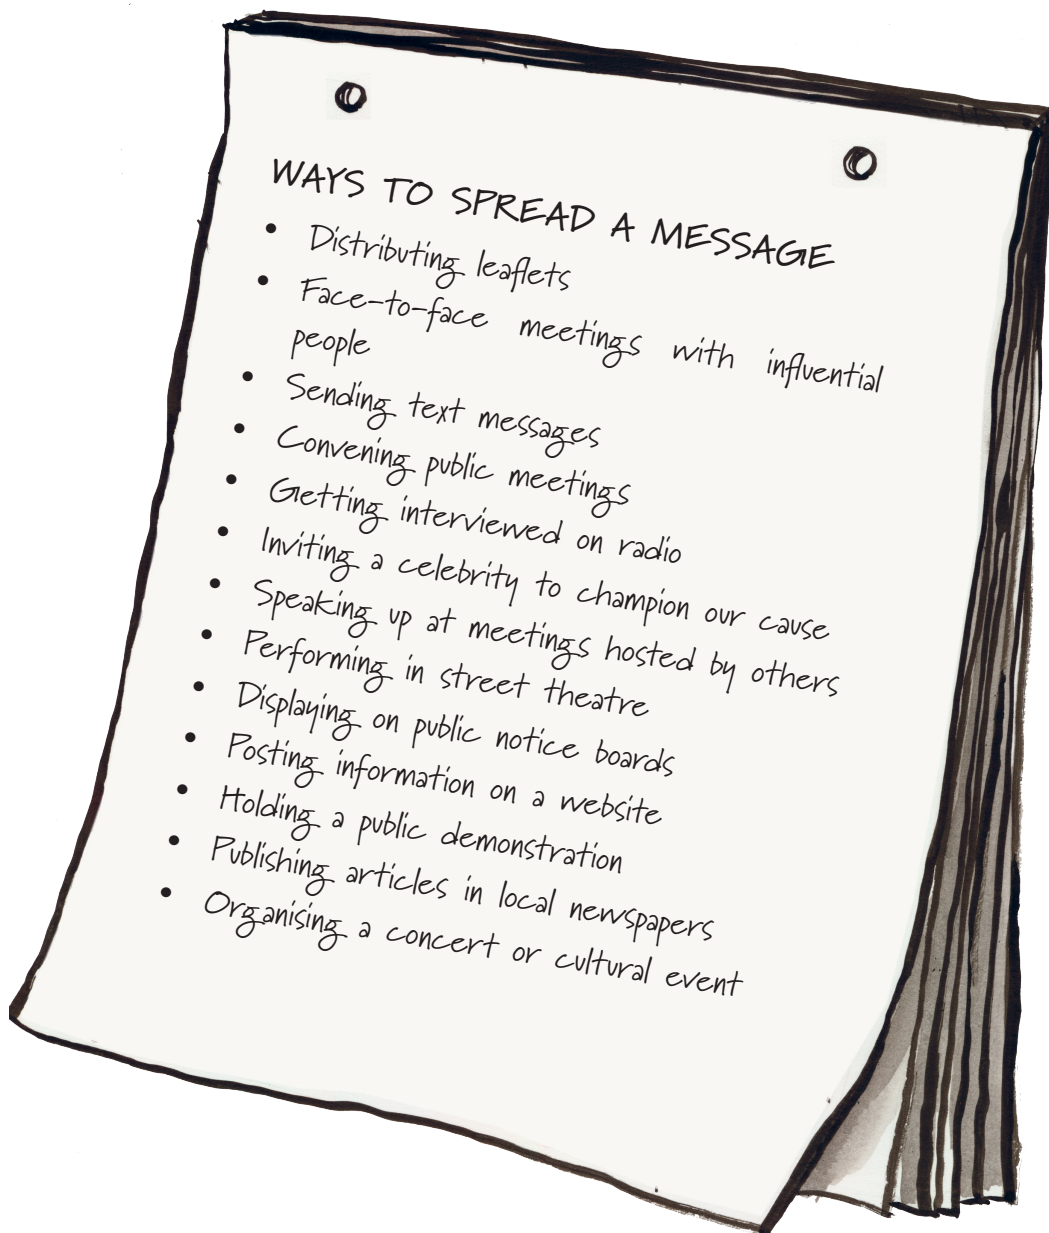 WAYS TO SPREAD A MESSAGE
• Distributing leaflets
• Face-to-face meetings with influential
people
• Sending text messages
• Convening public meetings
• Getting interviewed on radio
• Inviting a celebrity to champion our cause
• Speaking up at meetings hosted by others
• Performing in street theatre
• Displaying on public notice boards
• Posting information on a website
• Holding a public demonstration
• Publishing articles in local newspapers
• Organising a concert or cultural event